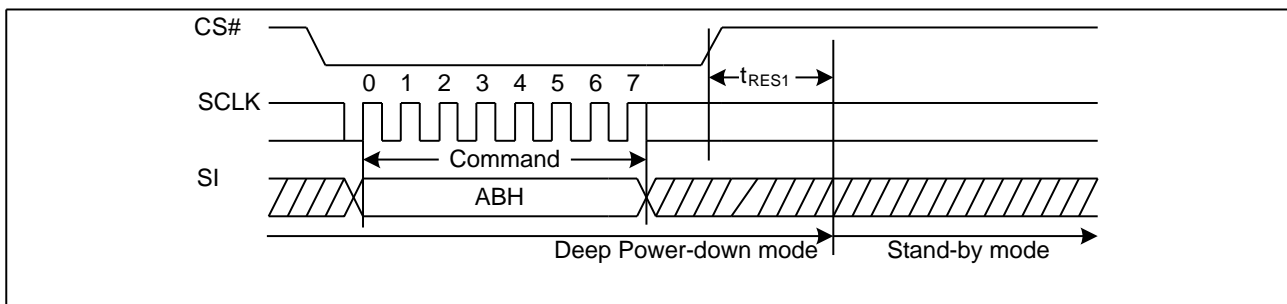 CS#
tRES1
0 1 2 3 4 5 6 7
SCLK
Command
SI
ABH
Deep Power-down mode Stand-by mode